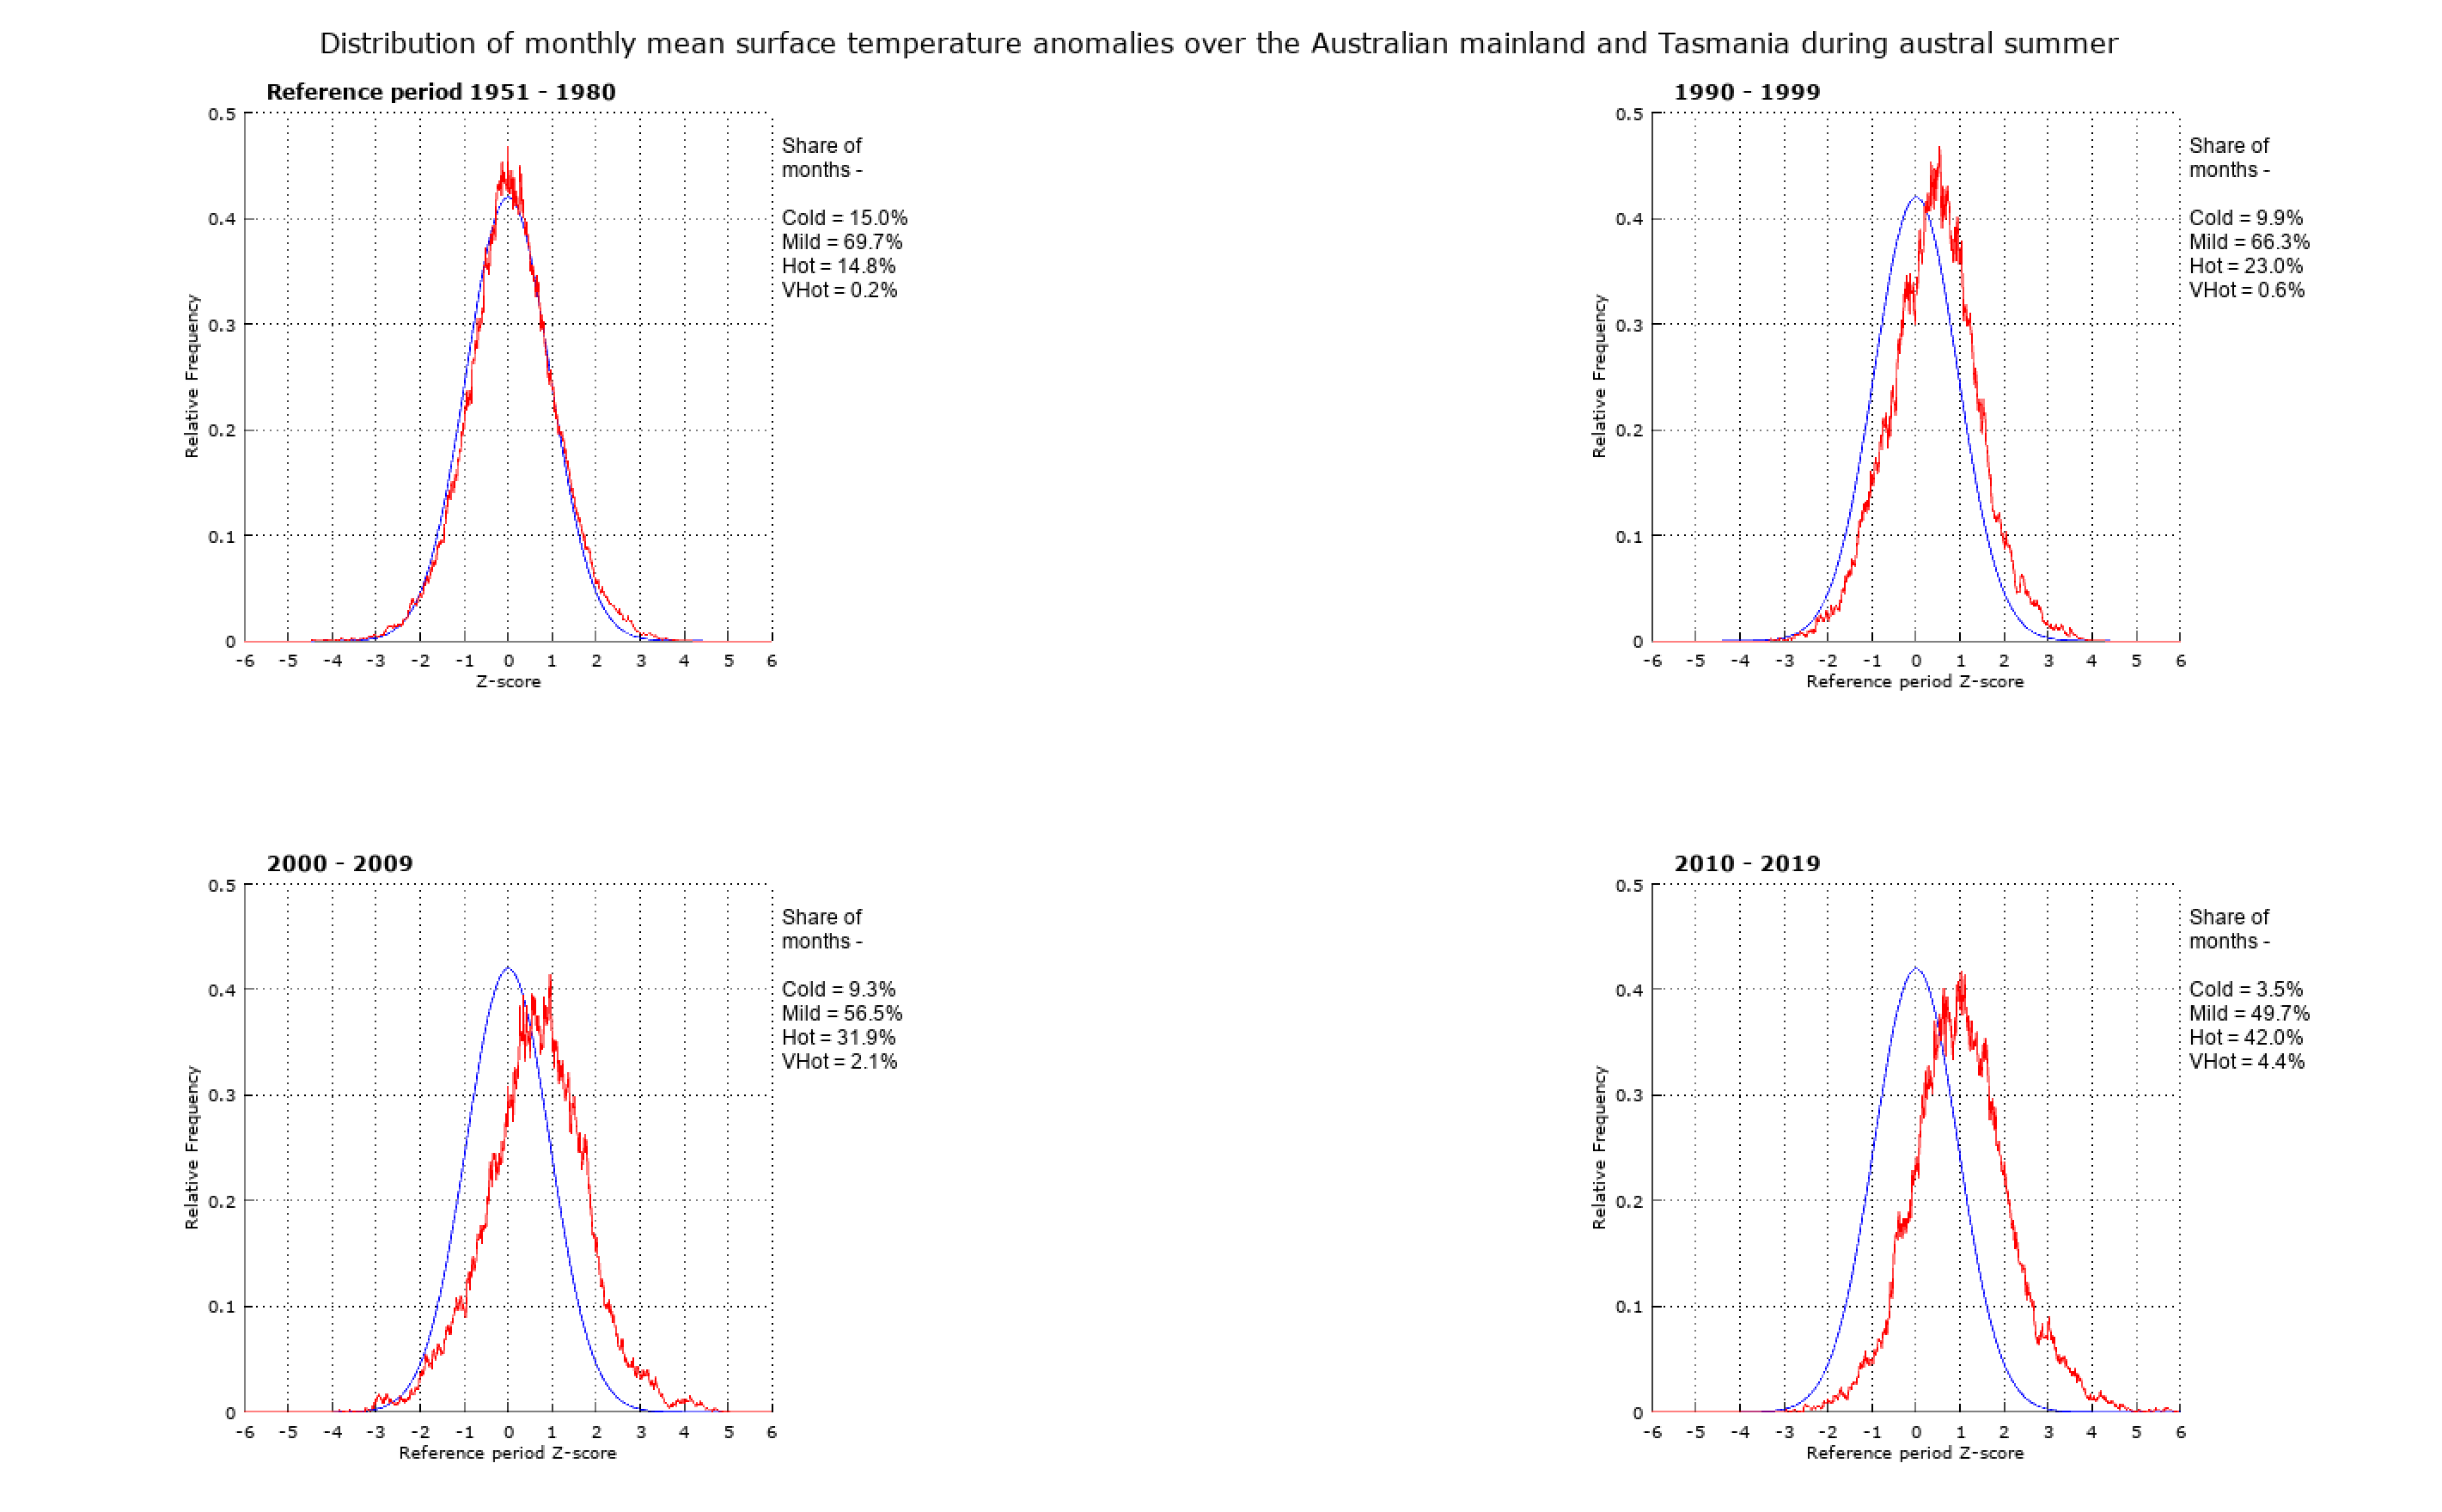 Distribution of monthly mean surface temperature anomalies over the Australian mainland and Tasmania during austral summer
Reference period 1951 - 1980
0.5
0.4
0.3
0.2
0.1
0
Relative Frequency
-6 -5 -4 -3 -2 -1 0 1 2 3 4 5 6
Z-score
Share of
months -
Cold = 15.0%
Mild = 69.7%
Hot = 14.8%
VHot = 0.2%
1990 - 1999
0.5
0.4
0.3
0.2
0.1
0
Relative Frequency
-6 -5 -4 -3 -2 -1 0 1 2 3 4 5 6
Reference period Z-score
Share of
months -
Cold = 9.9%
Mild = 66.3%
Hot = 23.0%
VHot = 0.6%
2000 - 2009
0.5
0.4
0.3
0.2
0.1
0
Relative Frequency
-6 -5 -4 -3 -2 -1 0 1 2 3 4 5 6
Reference period Z-score
Share of
months -
Cold = 9.3%
Mild = 56.5%
Hot = 31.9%
VHot = 2.1%
2010 - 2019
0.5
0.4
0.3
0.2
0.1
0
Relative Frequency
-6 -5 -4 -3 -2 -1 0 1 2 3 4 5 6
Reference period Z-score
Share of
months -
Cold = 3.5%
Mild = 49.7%
Hot = 42.0%
VHot = 4.4%